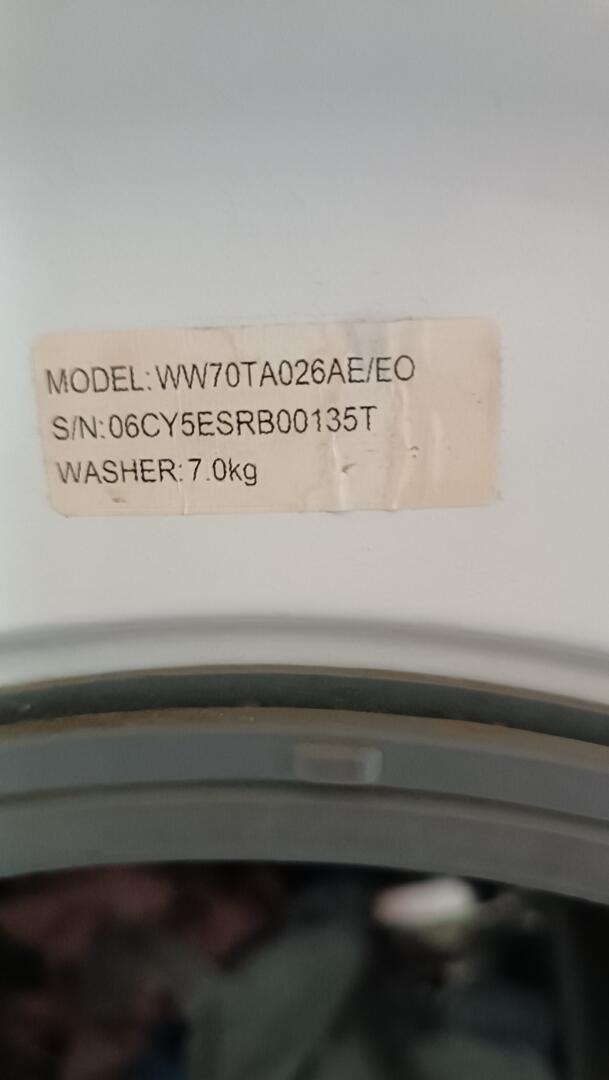 MODEL:WW70TA026AE/EO
S/N:06CY5ESRB00135T
WASHER:7.0kg